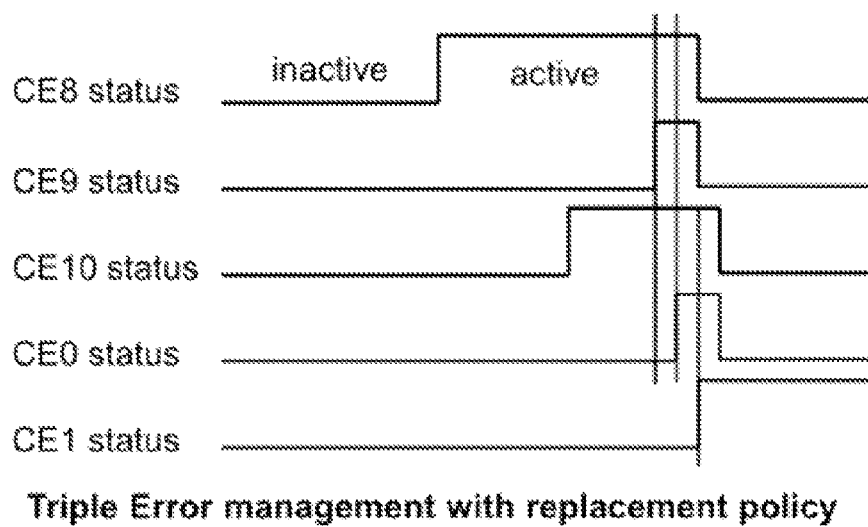 inactive
active
CE8 status
CE9 status
CE10 status
CE0 status
CE1 status
Triple Error management with replacement policy